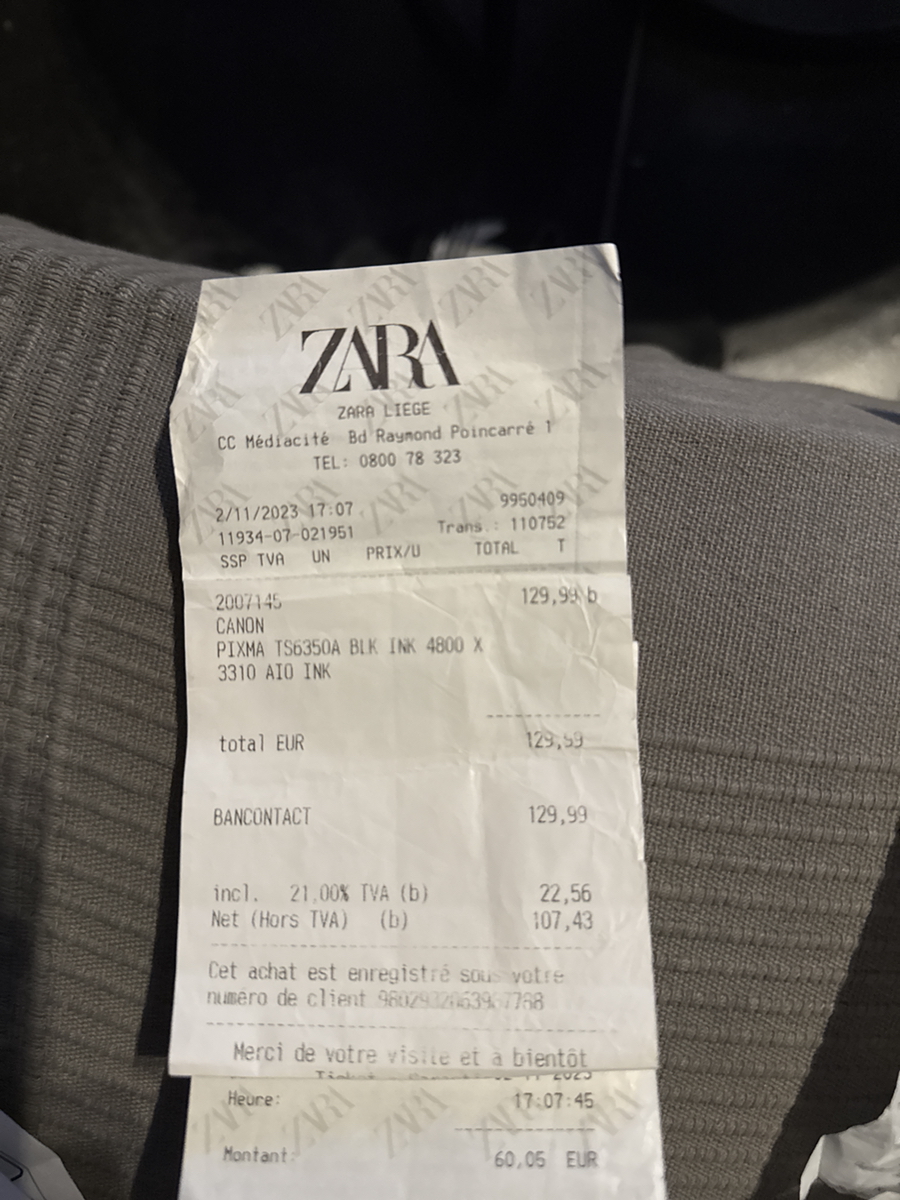 ZARA
ZARA LIEGE
CC Médiacité Bd Raymond Poincarré 1
TEL: 0800 78 323
2/11/2023 17:07 9950409
11934-07-021951 Trans.: 110752
SSP TVA UN PRIX/U TOTAL T
2007145 129,99 b
CANON
PIXMA TS6350A BLK INK 4800 X
3310 AIO INK
total EUR 129,99
BANCONTACT 129,99
incl. 21.00% TVA (b) 22,56
Net (Hors TVA) (b) 107,43
Cet achat est enregistré sous votre
numéro de client
Merci de votre visite et à bientôt
Heure: 17:07:45
Montant: 60,05 EUR